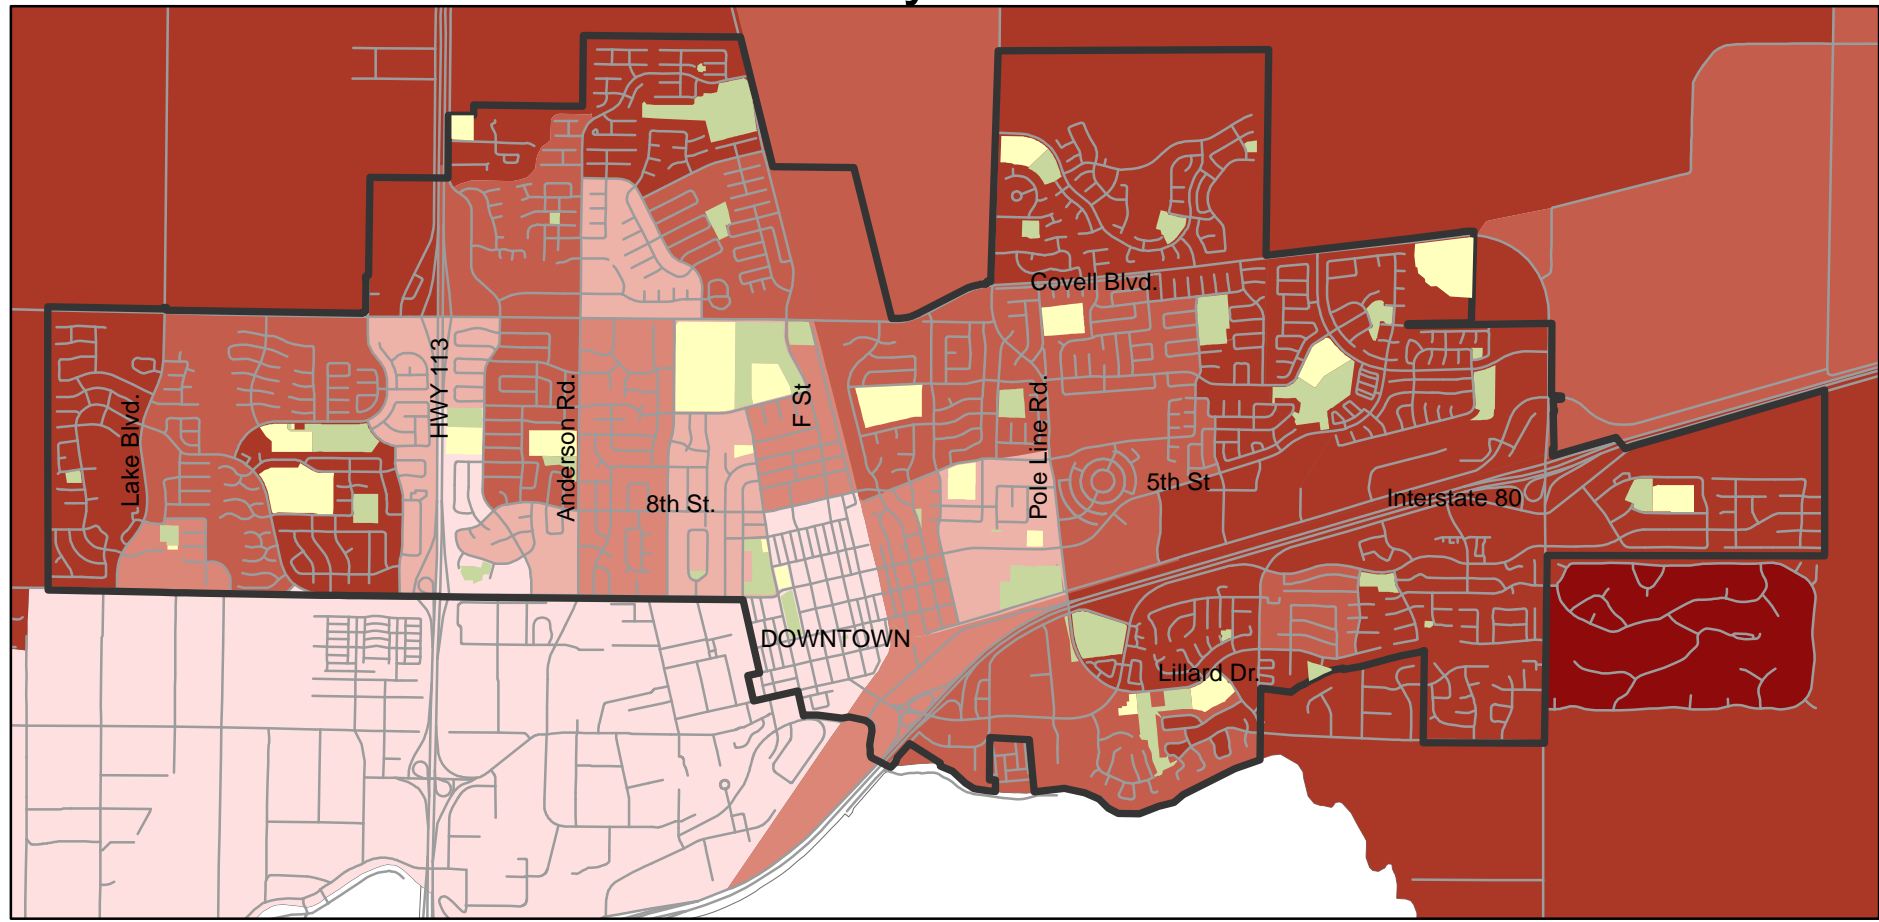 Covell Blvd.
HWY 113
Lake Blvd.
Anderson Rd.
F St
Pole Line Rd.
8th St.
5th St
Interstate 80
DOWNTOWN
Lillard Dr.